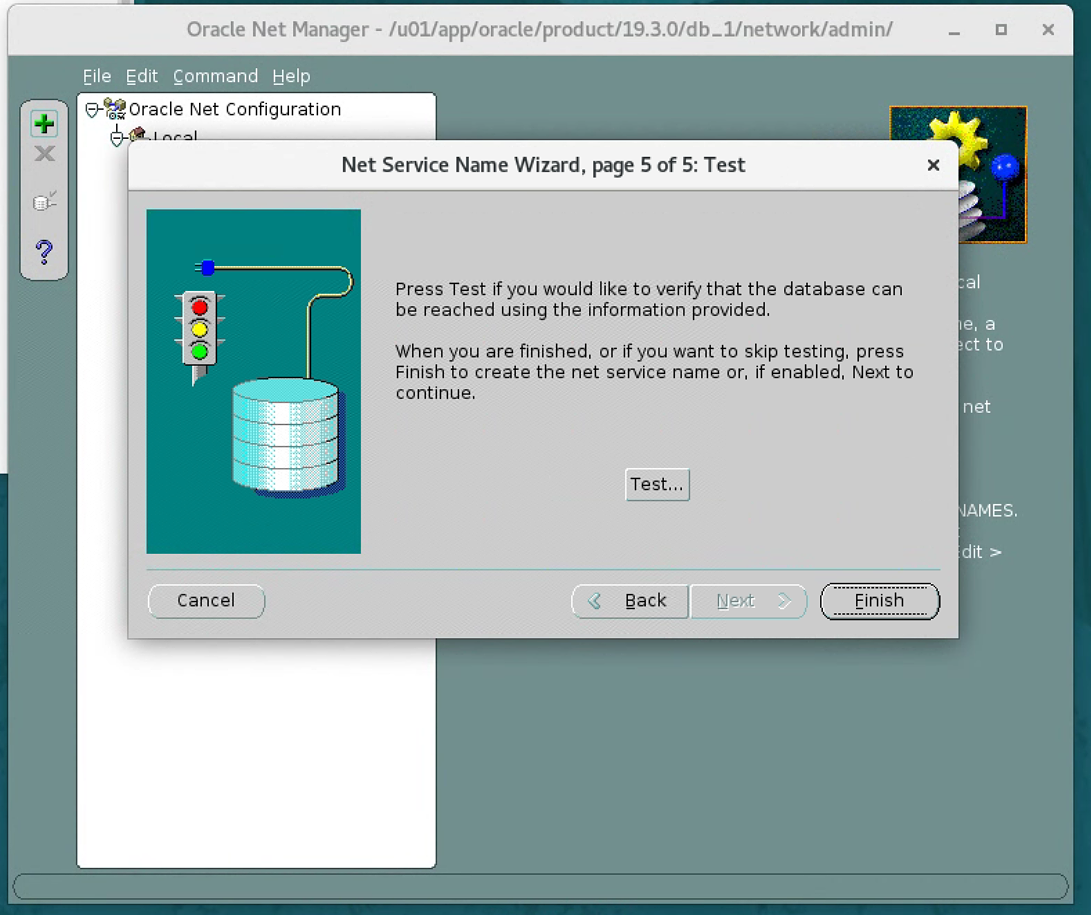 Oracle Net Manager - /u01/app/oracle/product/19.3.0/db_1/network/admin/
File Edit Command Help
Oracle Net Configuration
Local
Net Service Name Wizard, page 5 of 5: Test
Press Test if you would like to verify that the database can
be reached using the information provided.
When you are finished, or if you want to skip testing, press
Finish to create the net service name or, if enabled, Next to
continue.
Test...
Cancel
Back
Next
Finish
a
to
net
NAMES.
>